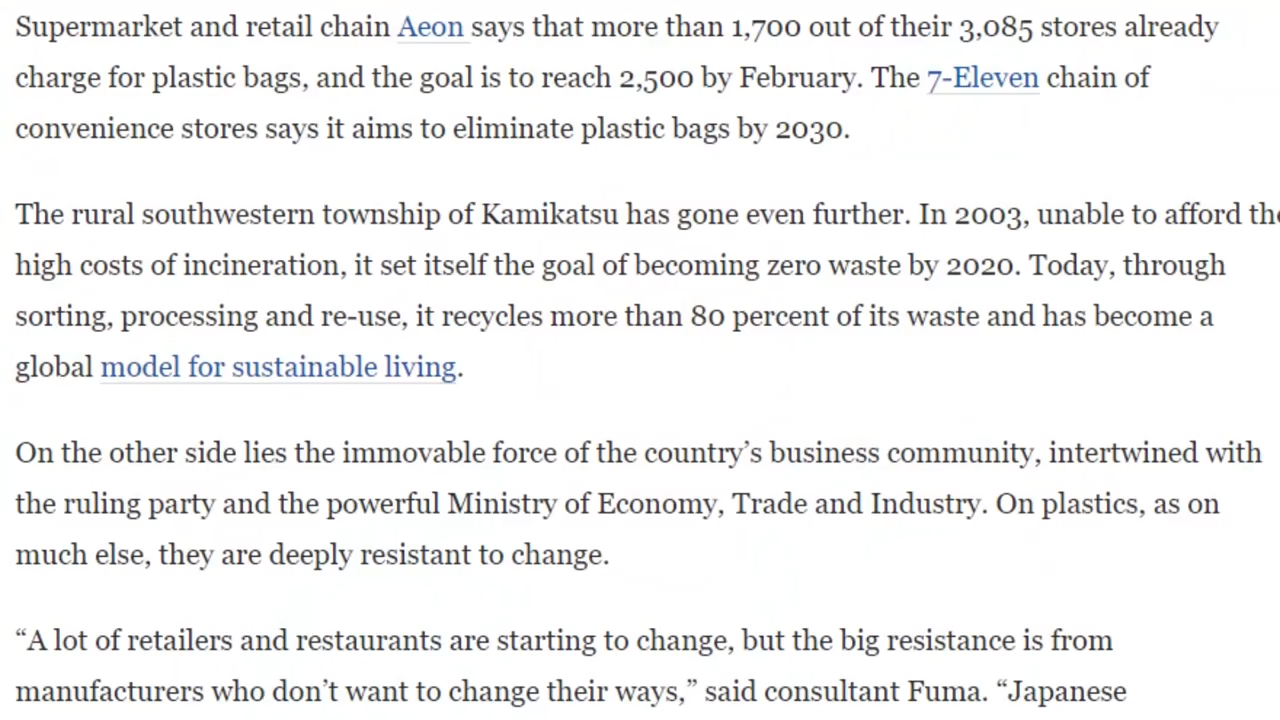 Supermarket and retail chain Aeon says that more than 1,700 out of their 3,085 stores already
charge for plastic bags, and the goal is to reach 2,500 by February. The 7-Eleven chain of
convenience stores says it aims to eliminate plastic bags by 2030.
The rural southwestern township of Kamikatsu has gone even further. In 2003, unable to afford the
high costs of incineration, it set itself the goal of becoming zero waste by 2020. Today, through
sorting, processing and re-use, it recycles more than 80 percent of its waste and has become a
global model for sustainable living.
On the other side lies the immovable force of the country’s business community, intertwined with
the ruling party and the powerful Ministry of Economy, Trade and Industry. On plastics, as on
much else, they are deeply resistant to change.
“A lot of retailers and restaurants are starting to change, but the big resistance is from
manufacturers who don’t want to change their ways,” said consultant Fuma. “Japanese